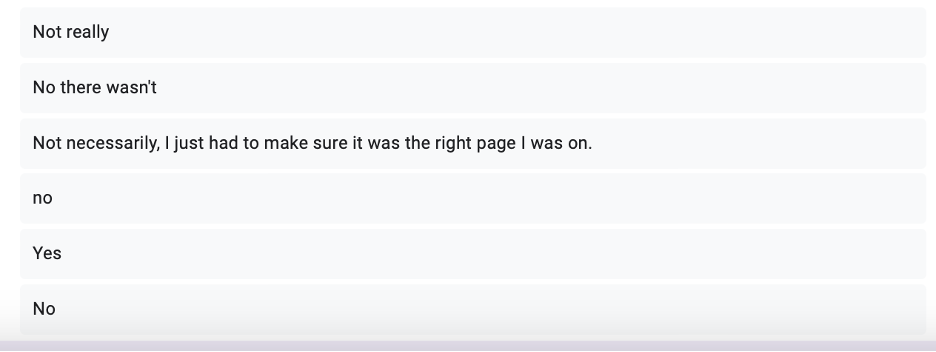 Not really
No there wasn't
Not necessarily, I just had to make sure it was the right page I was on.
no
Yes
No